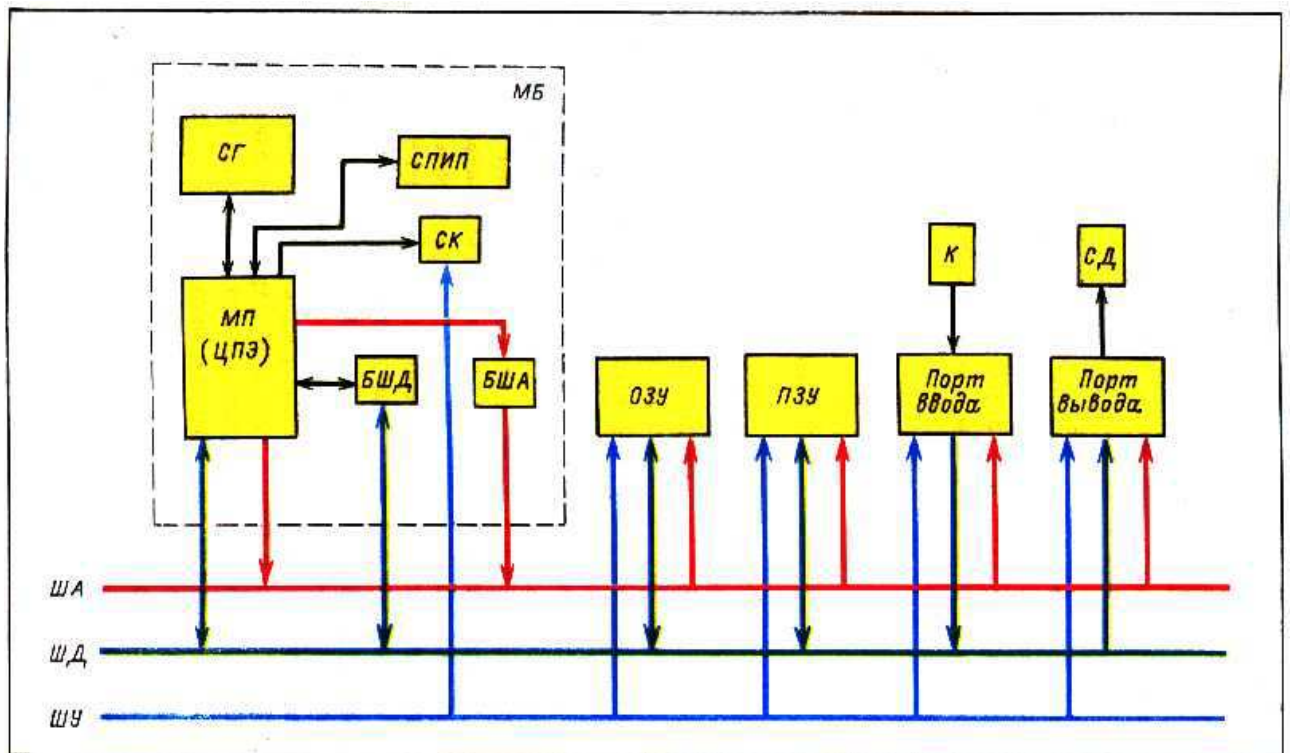 МБ
СГ
СПИП
СК
К
СД
МП
(ЦПЭ)
БШД
БША
ОЗУ
ПЗУ
Порт
ввода
Порт
вывода
ША
ШД
ШУ